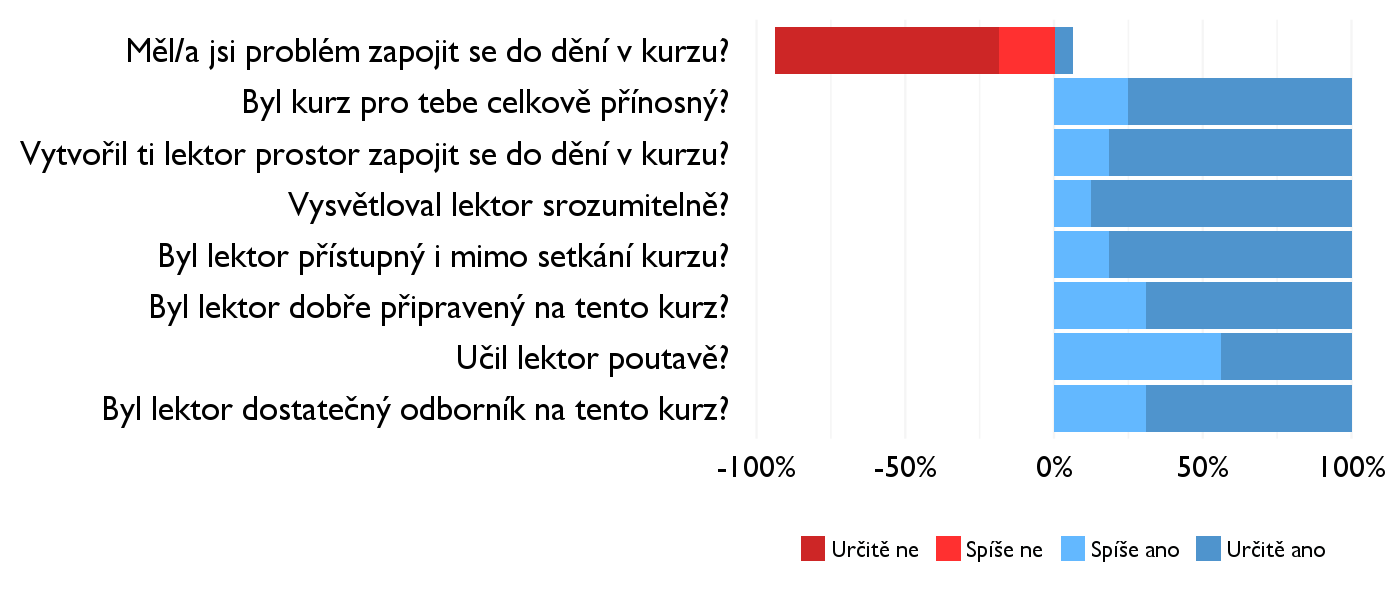 Měl/a jsi problém zapojit se do dění v kurzu?
Byl kurz pro tebe celkově přínosný?
Vytvořil ti lektor prostor zapojit se do dění v kurzu?
Vysvětloval lektor srozumitelně?
Byl lektor přístupný i mimo setkání kurzu?
Byl lektor dobře připravený na tento kurz?
Učil lektor poutavě?
Byl lektor dostatečný odborník na tento kurz?
-100% -50% 0% 50% 100%
Určitě ne Spíše ne Spíše ano Určitě ano